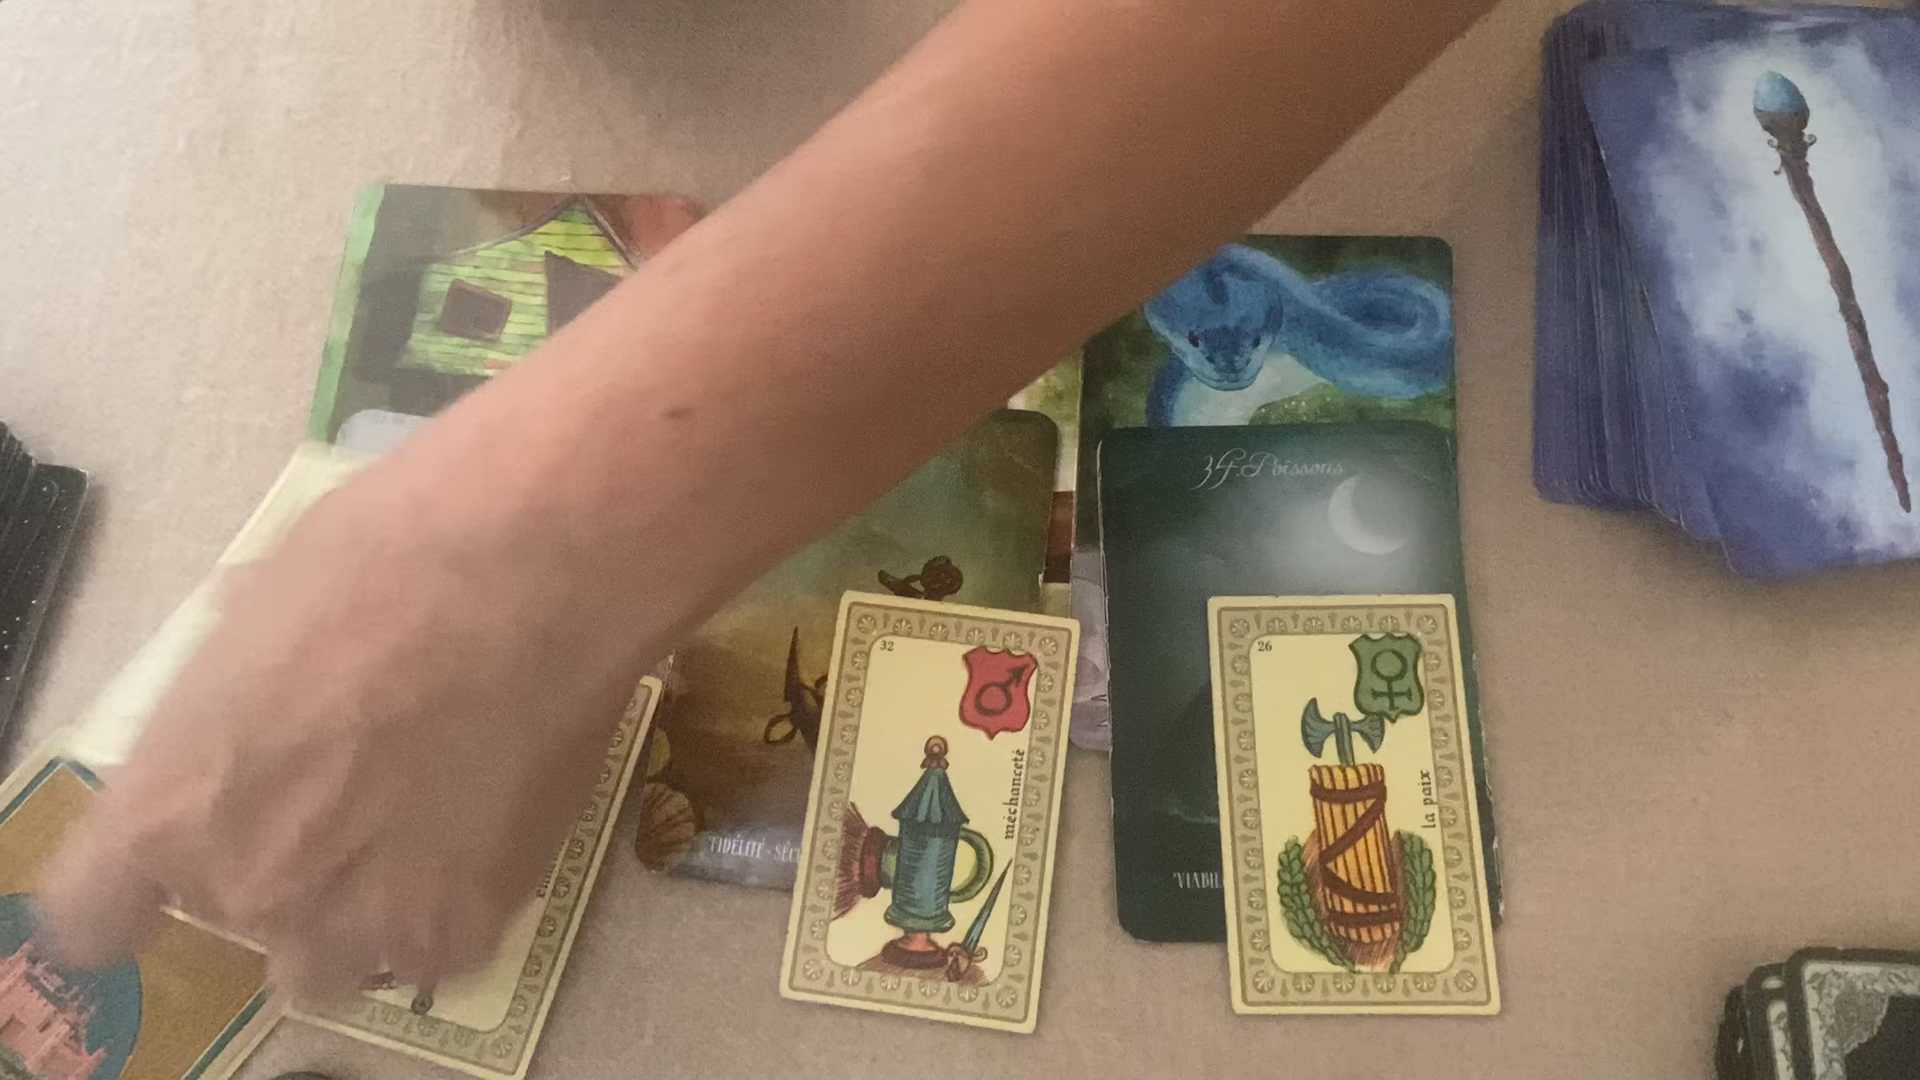 34. Poissons
32
méchanceté
26
la paix
"FIDÉLITÉ - SÉC
"VIABIL